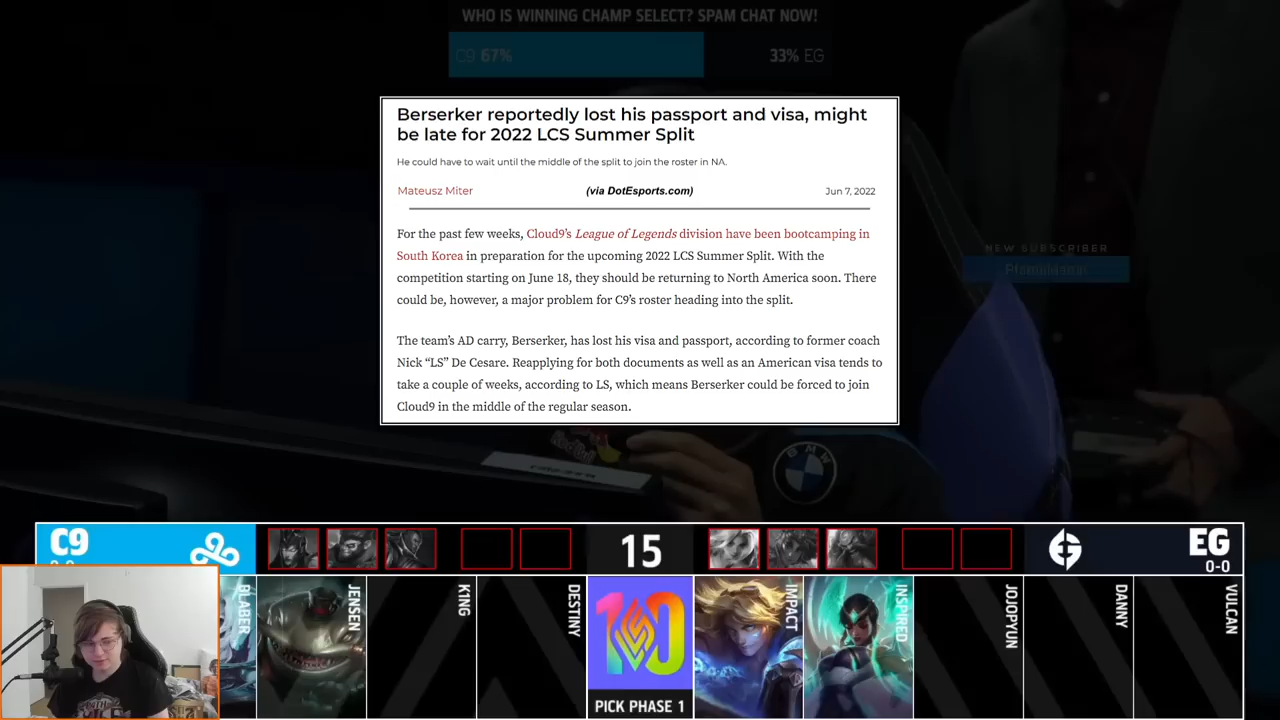 WHO IS WINNING CHAMP SELECT? SPAM CHAT NOW!
C9 67%
33% EG
Berserker reportedly lost his passport and visa, might
be late for 2022 LCS Summer Split
He could have to wait until the middle of the split to join the roster in NA.
Mateusz Miter
(via DotEsports.com)
Jun 7, 2022
For the past few weeks, Cloud9's League of Legends division have been bootcamping in
South Korea in preparation for the upcoming 2022 LCS Summer Split. With the
competition starting on June 18, they should be returning to North America soon. There
could be, however, a major problem for C9's roster heading into the split.
The team's AD carry, Berserker, has lost his visa and passport, according to former coach
Nick “LS” De Cesare. Reapplying for both documents as well as an American visa tends to
take a couple of weeks, according to LS, which means Berserker could be forced to join
Cloud9 in the middle of the regular season.
NEW SUBSCRIBER
Red Bull
BMW
C9
15
EG
0-0
BLABER
JENSEN
K1NG
DESTINY
PICK PHASE 1
IMPACT
INSPIRED
JOJOPYUN
DANNY
VULCAN